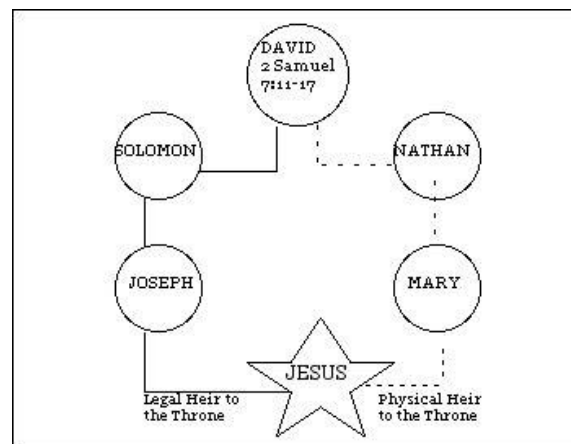 DAVID
2 Samuel
7:11-17
SOLOMON
NATHAN
JOSEPH
MARY
JESUS
Legal Heir to
the Throne
Physical Heir
to the Throne